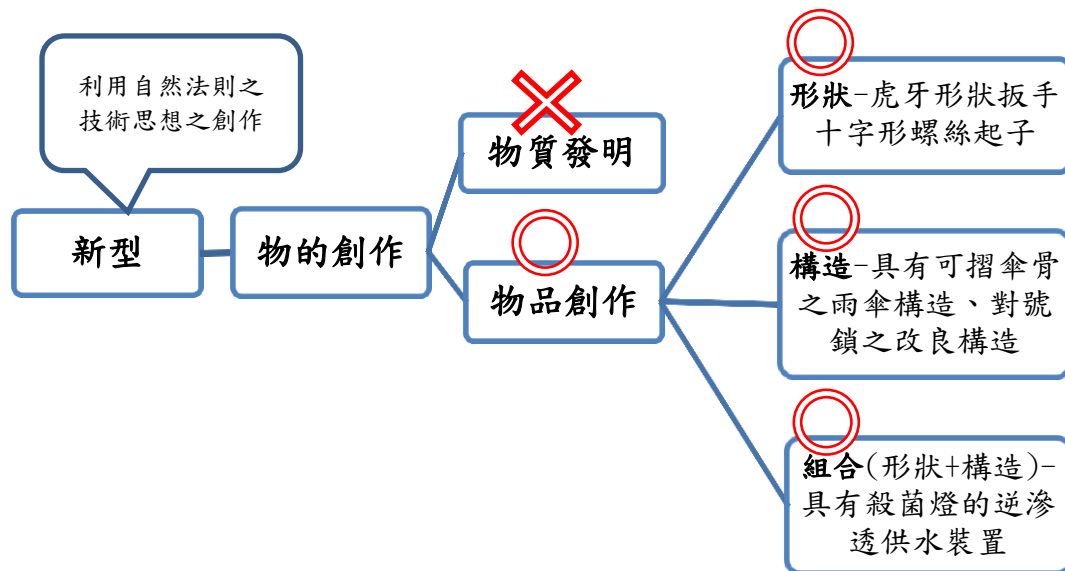 利用自然法則之
技術思想之創作
新型
物的創作
物質發明
物品創作
形狀-虎牙形狀扳手
十字形螺絲起子
構造-具有可摺傘骨
之雨傘構造、對號
鎖之改良構造
組合(形狀+構造)-
具有殺菌燈的逆滲
透供水裝置